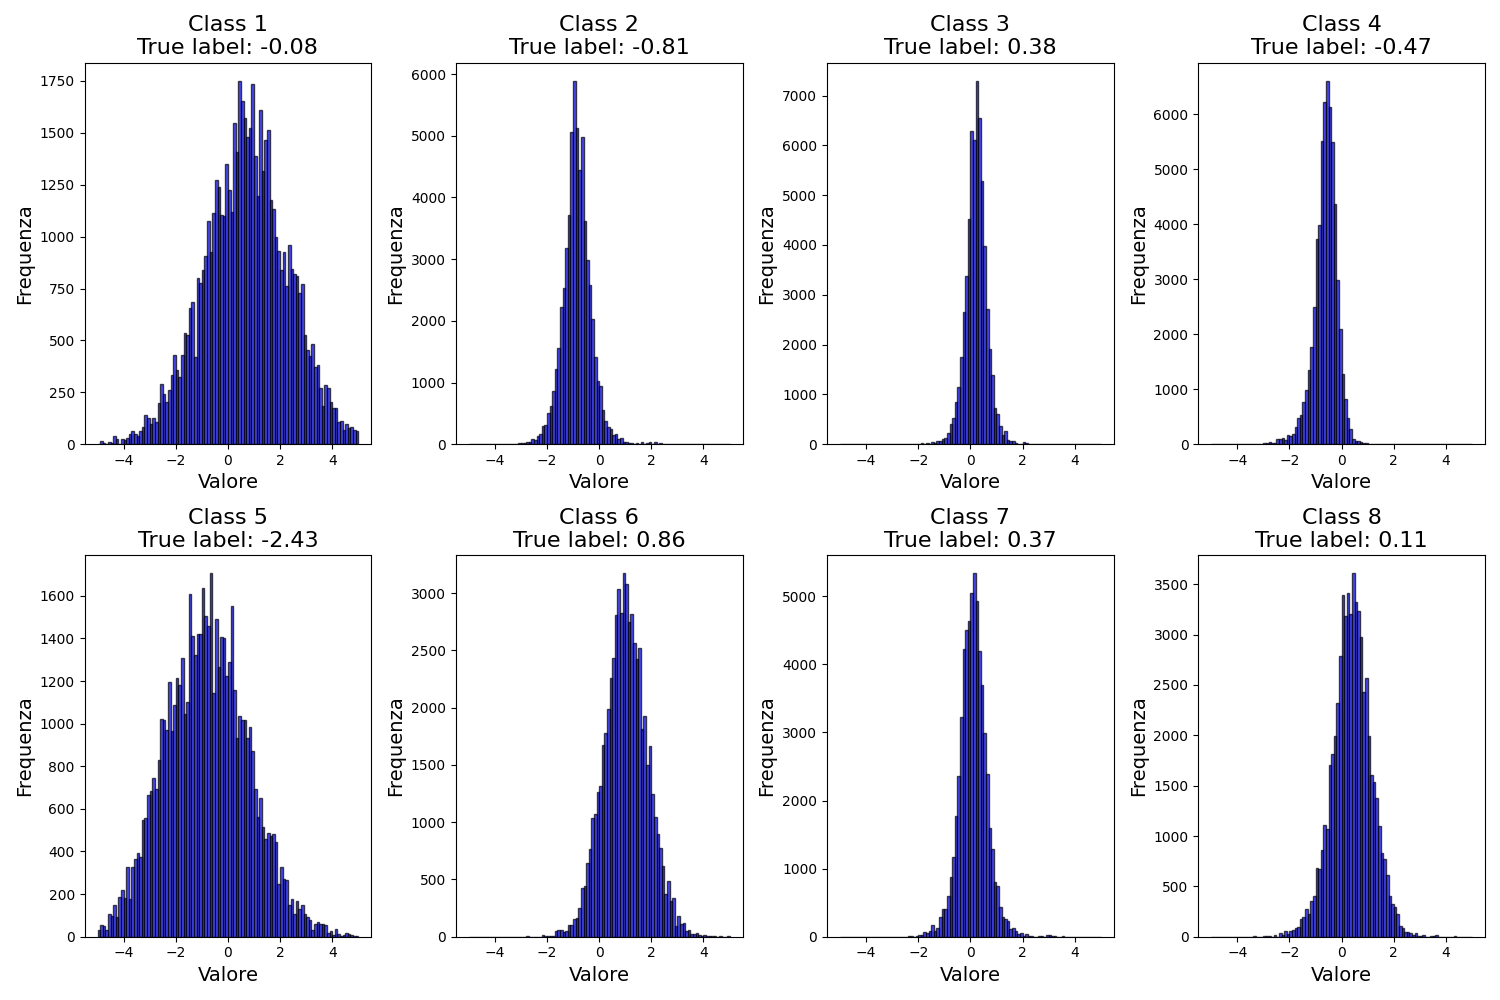 Class 1
True label: -0.08
Class 2
True label: -0.81
Class 3
True label: 0.38
Class 4
True label: -0.47
Frequenza
1750
1500
1250
1000
750
500
250
0
−4 −2 0 2 4
Valore
Frequenza
6000
5000
4000
3000
2000
1000
0
−4 −2 0 2 4
Valore
Frequenza
7000
6000
5000
4000
3000
2000
1000
0
−4 −2 0 2 4
Valore
Frequenza
6000
5000
4000
3000
2000
1000
0
−4 −2 0 2 4
Valore
Class 5
True label: -2.43
Class 6
True label: 0.86
Class 7
True label: 0.37
Class 8
True label: 0.11
Frequenza
1600
1400
1200
1000
800
600
400
200
0
−4 −2 0 2 4
Valore
Frequenza
3000
2500
2000
1500
1000
500
0
−4 −2 0 2 4
Valore
Frequenza
5000
4000
3000
2000
1000
0
−4 −2 0 2 4
Valore
Frequenza
3500
3000
2500
2000
1500
1000
500
0
−4 −2 0 2 4
Valore